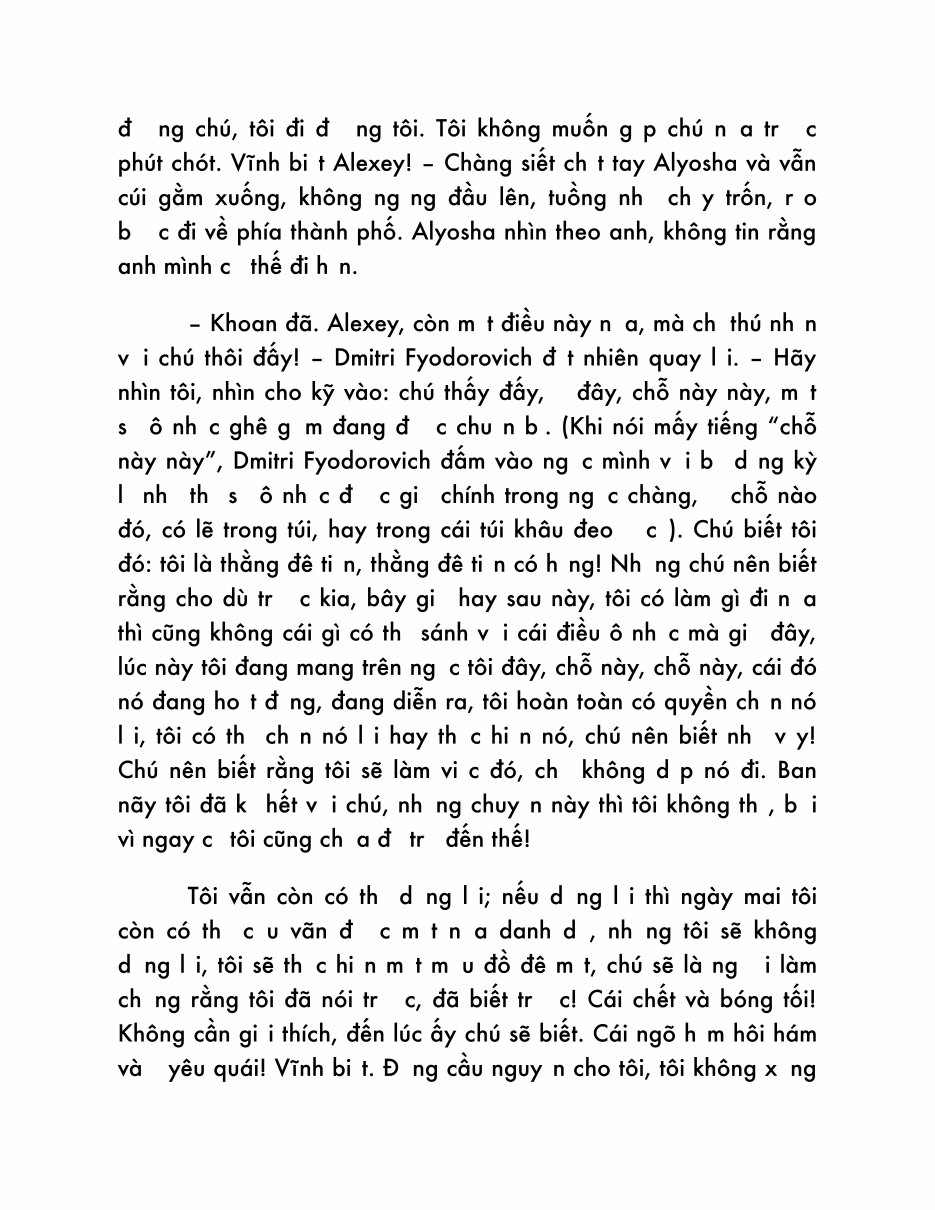 đ ng chú, tôi đi đ ng tôi. Tôi không muốn g p chú n a tr c
phút chót. Vĩnh bi t Alexey! – Chàng siết ch t tay Alyosha và vẫn
cúi gằm xuống, không ng ng đầu lên, tuồng nh ch y trốn, r o
b c đi về phía thành phố. Alyosha nhìn theo anh, không tin rằng
anh mình c thế đi h n.
– Khoan đã. Alexey, còn m t điều này n a, mà ch thú nh n
v i chú thôi đấy! – Dmitri Fyodorovich đ t nhiên quay l i. – Hãy
nhìn tôi, nhìn cho kỹ vào: chú thấy đấy, đây, chỗ này này, m t
s ô nh c ghê g m đang đ c chu n b . (Khi nói mấy tiếng “chỗ
này này”, Dmitri Fyodorovich đấm vào ng c mình v i b d ng kỳ
l nh th s ô nh c đ c gi chính trong ng c chàng, chỗ nào
đó, có lẽ trong túi, hay trong cái túi khâu đeo c ). Chú biết tôi
đó: tôi là thằng đê ti n, thằng đê ti n có h ng! Nh ng chú nên biết
rằng cho dù tr c kia, bây gi hay sau này, tôi có làm gì đi n a
thì cũng không cái gì có th sánh v i cái điều ô nh c mà gi đây,
lúc này tôi đang mang trên ng c tôi đây, chỗ này, chỗ này, cái đó
nó đang ho t đ ng, đang diễn ra, tôi hoàn toàn có quyền ch n nó
l i, tôi có th ch n nó l i hay th c hi n nó, chú nên biết nh v y!
Chú nên biết rằng tôi sẽ làm vi c đó, ch không d p nó đi. Ban
nãy tôi đã k hết v i chú, nh ng chuy n này thì tôi không th , b i
vì ngay c tôi cũng ch a đ tr đến thế!
Tôi vẫn còn có th d ng l i; nếu d ng l i thì ngày mai tôi
còn có th c u vãn đ c m t n a danh d , nh ng tôi sẽ không
d ng l i, tôi sẽ th c hi n m t m u đồ đê m t, chú sẽ là ng i làm
ch ng rằng tôi đã nói tr c, đã biết tr c! Cái chết và bóng tối!
Không cần gi i thích, đến lúc ấy chú sẽ biết. Cái ngõ h m hôi hám
và yêu quái! Vĩnh bi t. Đ ng cầu nguy n cho tôi, tôi không x ng